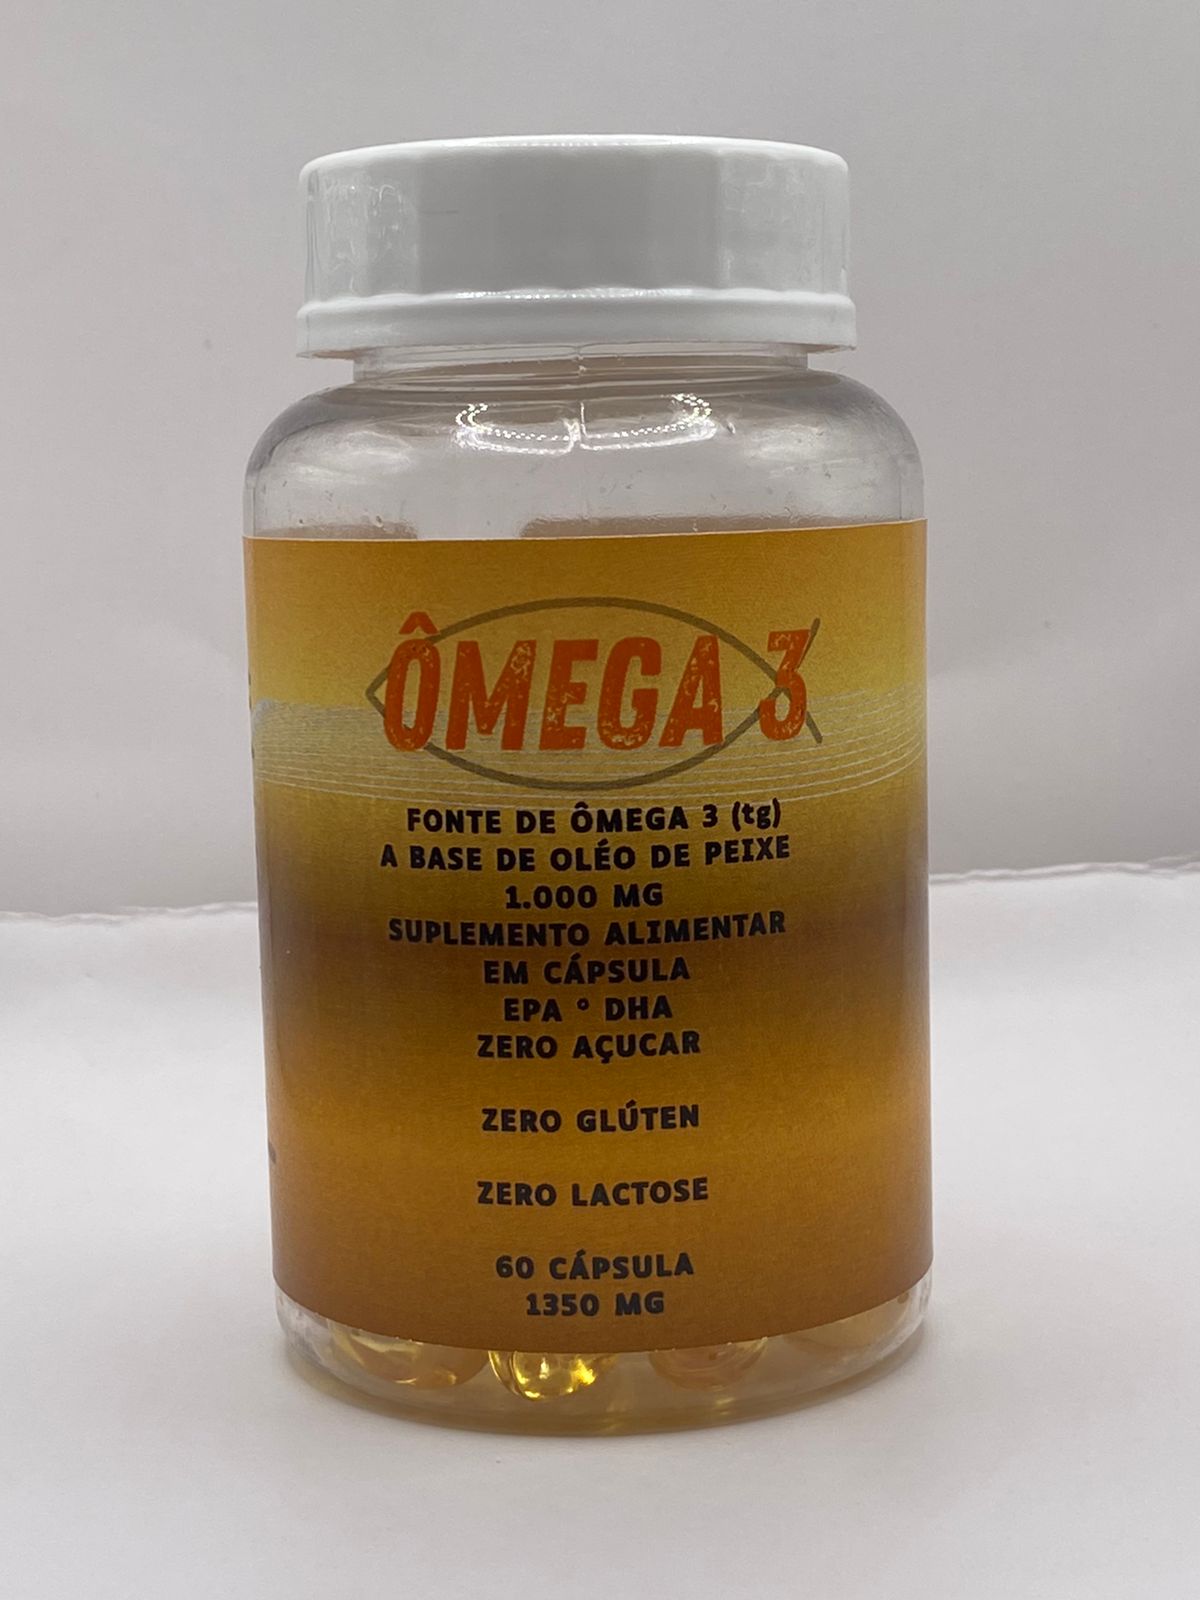 ÔMEGA 3
FONTE DE ÔMEGA 3 (tg)
A BASE DE OLÉO DE PEIXE
1.000 MG
SUPLEMENTO ALIMENTAR
EM CÁPSULA
EPA ° DHA
ZERO AÇUCAR
ZERO GLÚTEN
ZERO LACTOSE
60 CÁPSULA
1350 MG